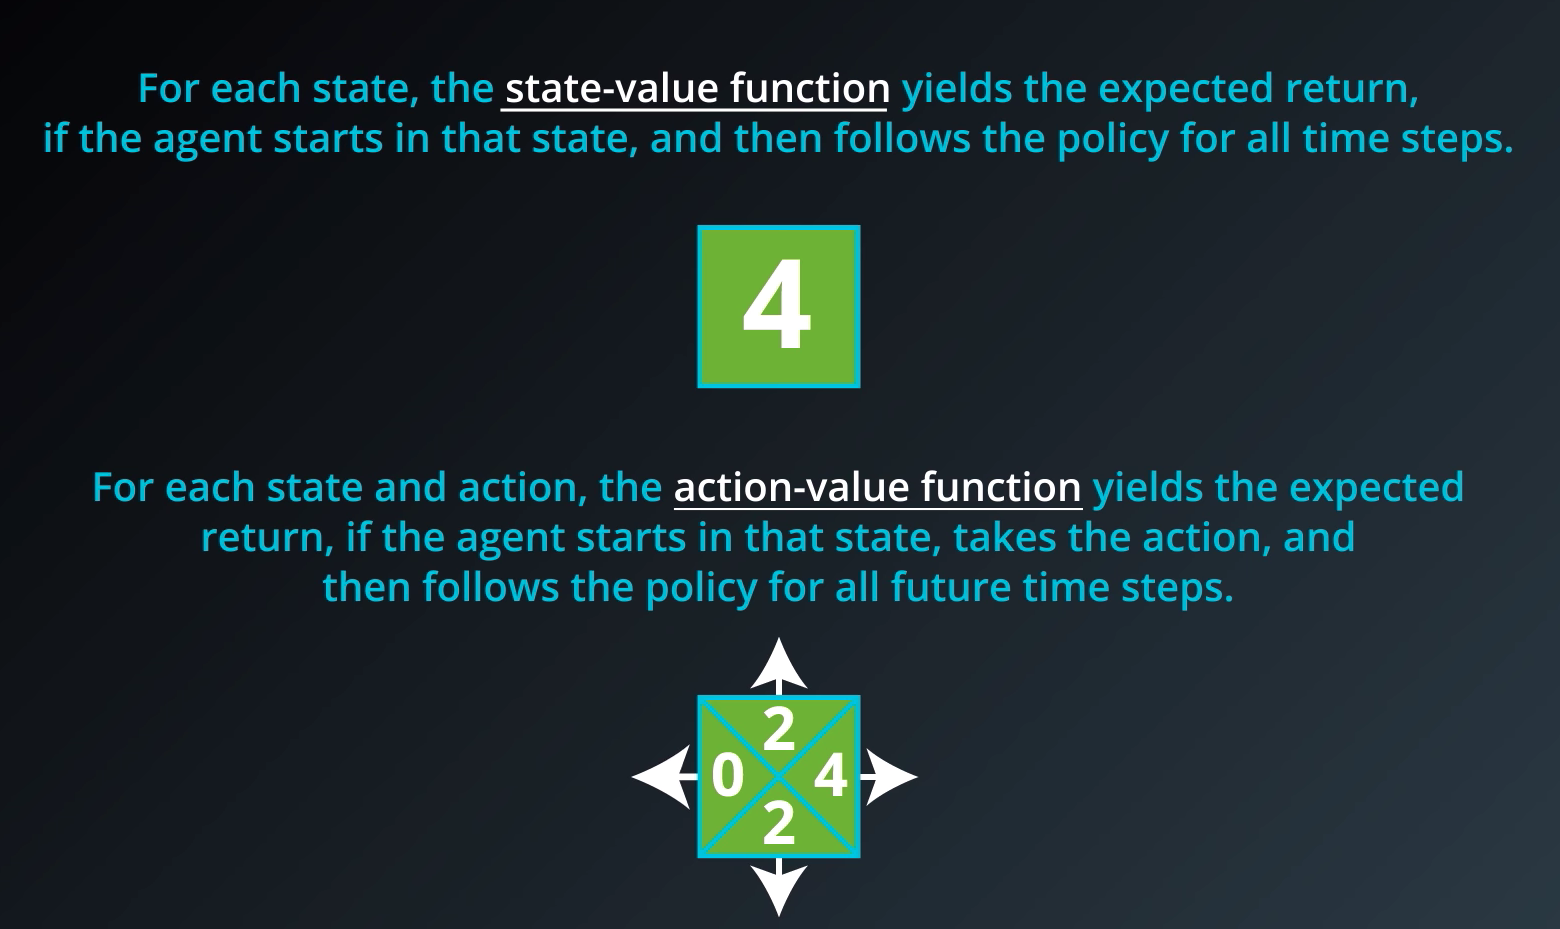 For each state, the state-value function yields the expected return,
if the agent starts in that state, and then follows the policy for all time steps.
4
For each state and action, the action-value function yields the expected
return, if the agent starts in that state, takes the action, and
then follows the policy for all future time steps.
2
0 4
2